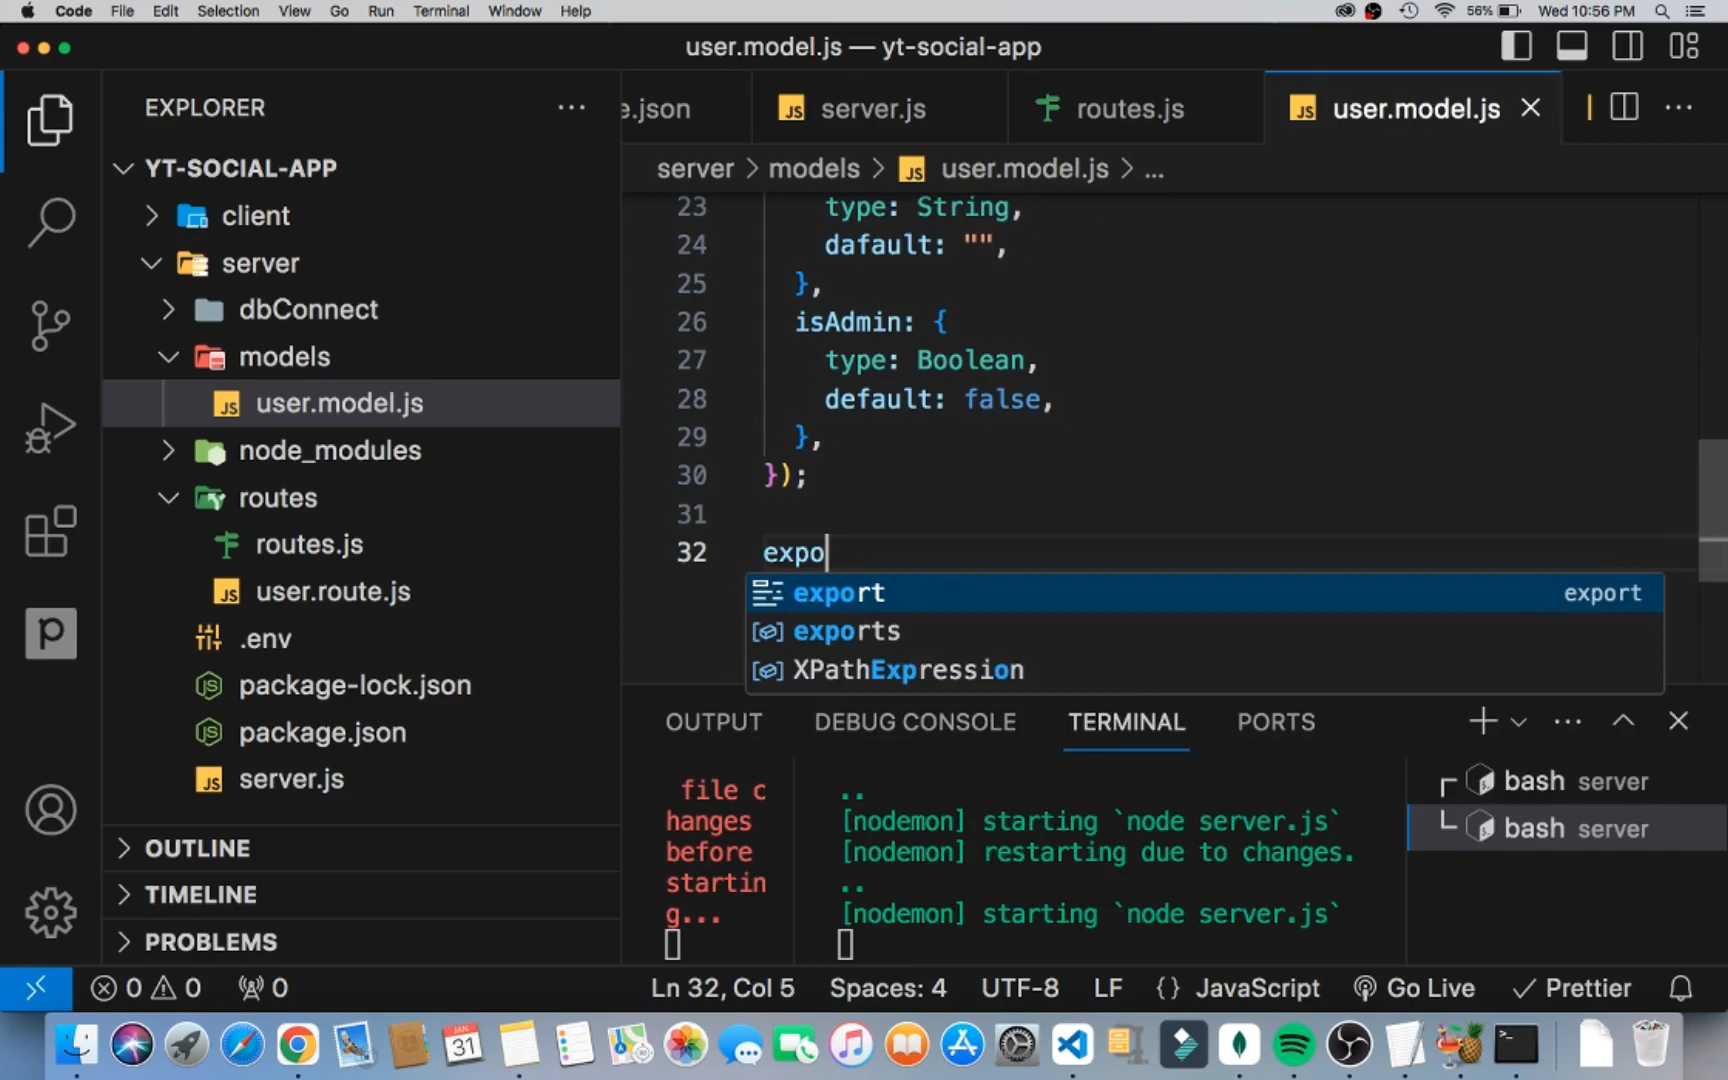 Code File Edit Selection View Go Run Terminal Window Help 56% Wed 10:56 PM
user.model.js — yt-social-app
EXPLORER
YT-SOCIAL-APP
client
server
dbConnect
models
user.model.js
node_modules
routes
routes.js
user.route.js
.env
package-lock.json
package.json
server.js
OUTLINE
TIMELINE
PROBLEMS
e.json server.js routes.js user.model.js
server > models > user.model.js > ...
23 type: String,
24 dafault: "",
25 },
26 isAdmin: {
27 type: Boolean,
28 default: false,
29 },
30 });
31
32 expo
export export
exports
XPathExpression
OUTPUT DEBUG CONSOLE TERMINAL PORTS
file c
hanges
before
startin
g...
..
[nodemon] starting `node server.js`
[nodemon] restarting due to changes.
..
[nodemon] starting `node server.js`
bash server
bash server
0 0 0 Ln 32, Col 5 Spaces: 4 UTF-8 LF {} JavaScript Go Live Prettier
JAN
31